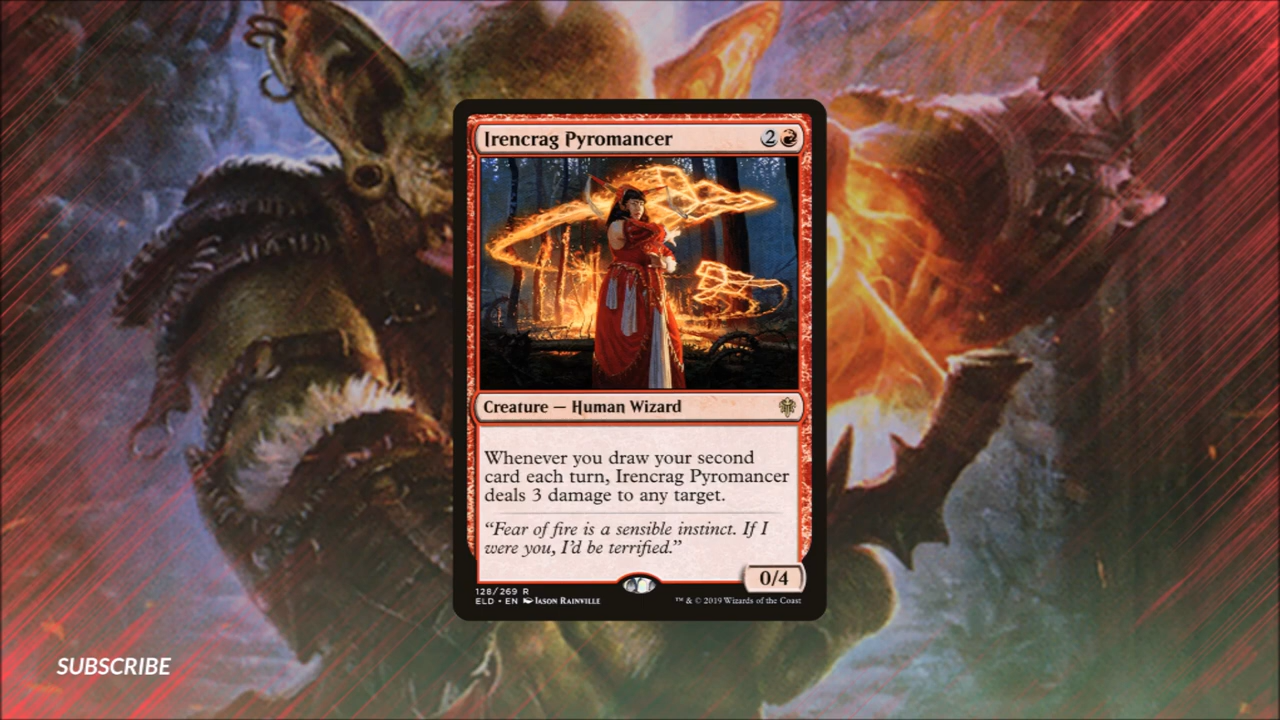 Irencrag Pyromancer 2
Creature — Human Wizard
Whenever you draw your second
card each turn, Irencrag Pyromancer
deals 3 damage to any target.
“Fear of fire is a sensible instinct. If I
were you, I’d be terrified.”
0/4
128/269 R
ELD • EN Jason Rainville
™ & © 2019 Wizards of the Coast
SUBSCRIBE